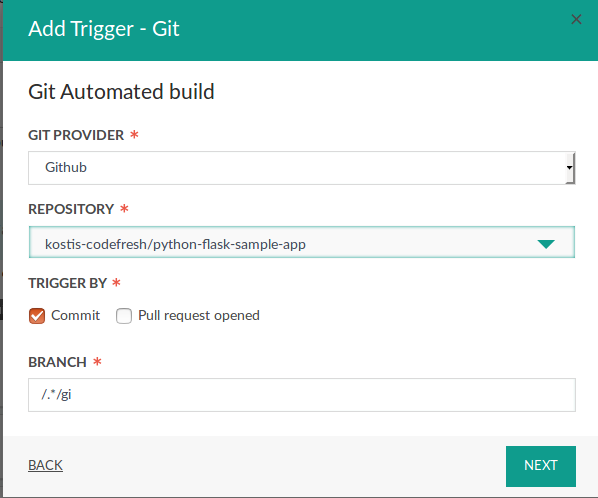 Add Trigger - Git
×
Git Automated build
GIT PROVIDER *
Github
REPOSITORY *
kostis-codefresh/python-flask-sample-app
TRIGGER BY *
Commit Pull request opened
BRANCH *
/.*/gi
BACK NEXT